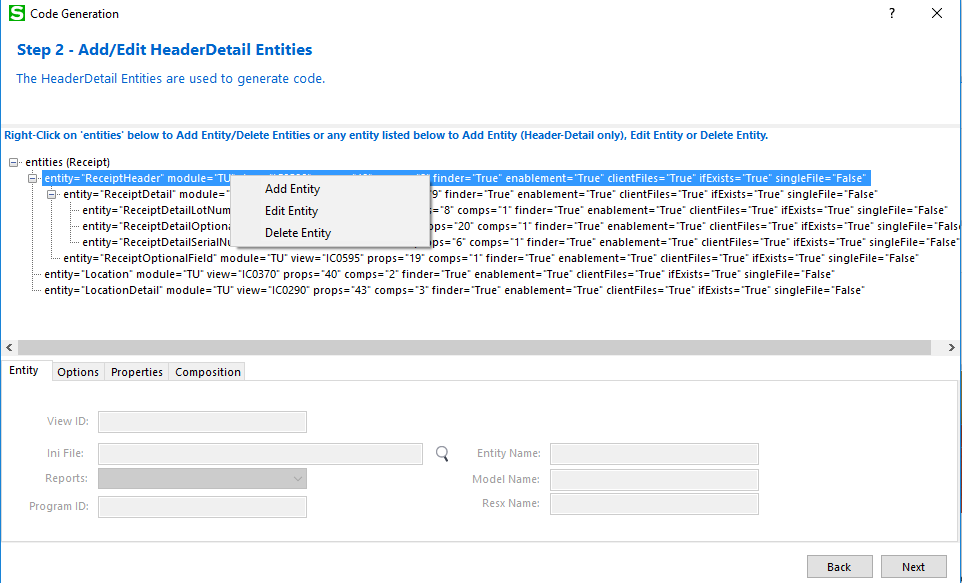 S Code Generation ?
Step 2 - Add/Edit HeaderDetail Entities
The HeaderDetail Entities are used to generate code.
Right-Click on 'entities' below to Add Entity/Delete Entities or any entity listed below to Add Entity (Header-Detail only), Edit Entity or Delete Entity.
entities (Receipt)
entity="ReceiptHeader" module="TU" finder="True" enablement="True" clientFiles="True" ifExists="True" singleFile="False"
Add Entity
entity="ReceiptDetail" module=" 9" finder="True" enablement="True" clientFiles="True" ifExists="True" singleFile="False"
Edit Entity
entity="ReceiptDetailLotNum ="8" comps="1" finder="True" enablement="True" clientFiles="True" ifExists="True" singleFile="False"
entity="ReceiptDetailOptiona ops="20" comps="1" finder="True" enablement="True" clientFiles="True" ifExists="True" singleFile="False"
Delete Entity
entity="ReceiptDetailSerialNu ps="6" comps="1" finder="True" enablement="True" clientFiles="True" ifExists="True" singleFile="False"
entity="ReceiptOptionalField" module="TU" view="IC0595" props="19" comps="1" finder="True" enablement="True" clientFiles="True" ifExists="True" singleFile="False"
entity="Location" module="TU" view="IC0370" props="40" comps="2" finder="True" enablement="True" clientFiles="True" ifExists="True" singleFile="False"
entity="LocationDetail" module="TU" view="IC0290" props="43" comps="3" finder="True" enablement="True" clientFiles="True" ifExists="True" singleFile="False"
Entity Options Properties Composition
View ID:
Ini File: Entity Name:
Reports: Model Name:
Program ID: Resx Name:
Back Next